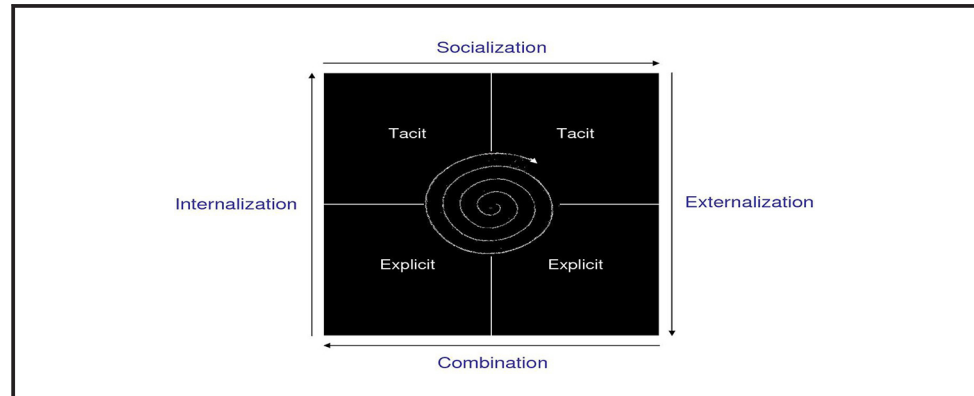 Socialization
Tacit
Tacit
Internalization
Externalization
Explicit
Explicit
Combination